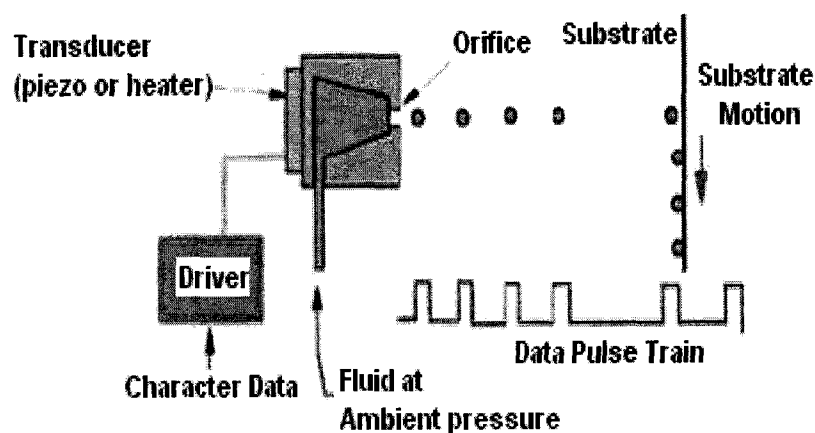 Transducer
(piezo or heater)
Orifice
Substrate
Substrate
Motion
Driver
Data Pulse Train
Character Data
Fluid at
Ambient pressure